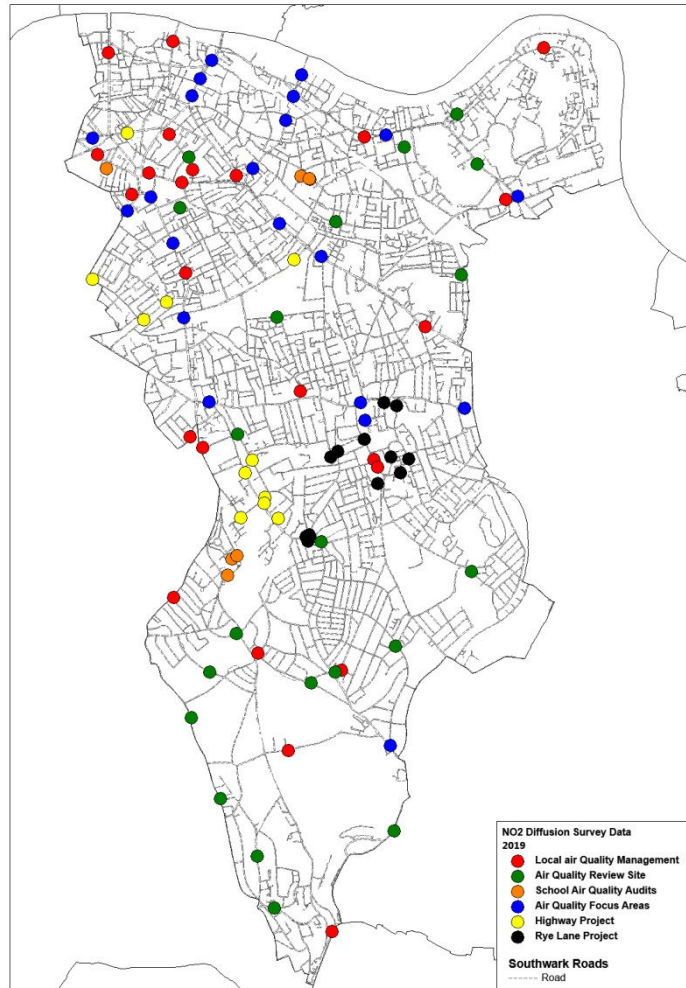 NO2 Diffusion Survey Data
2019
Local air Quality Management
Air Quality Review Site
School Air Quality Audits
Air Quality Focus Areas
Highway Project
Rye Lane Project
Southwark Roads
Road